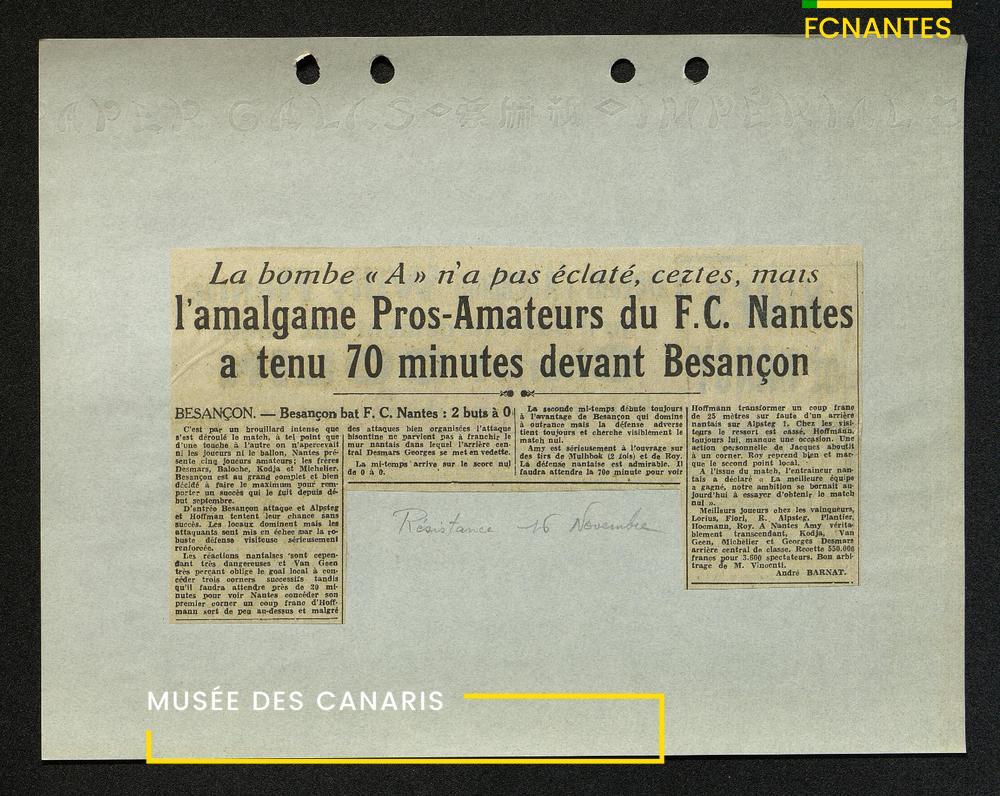 FCNANTES
PAPER GALLS IMPÉRIAL
La bombe « A » n'a pas éclaté, certes, mais
l'amalgame Pros-Amateurs du F.C. Nantes
a tenu 70 minutes devant Besançon
BESANÇON. — Besançon bat F. C. Nantes : 2 buts à 0
C'est par un brouillard intense que
s'est déroulé le match, à tel point que
d'une touche à l'autre on n'apercevait
ni les joueurs ni le ballon, Nantes pré-
sente cinq joueurs amateurs; les frères
Desmars, Baloche, Kodja et Michelier,
Besançon est au grand complet et bien
décidé à faire le maximum pour rem-
porter un succès qui le fuit depuis dé-
but septembre.
D'entrée Besançon attaque et Alpsteg
et Hoffman tentent leur chance sans
succès. Les locaux dominent mais les
attaquants sont mis en échec par la ro-
buste défense visiteuse sérieusement
renforcée.
Les réactions nantaises sont cepen-
dant très dangereuses et Van Geen
très perçant oblige le goal local à con-
céder trois corners successifs tandis
qu'il faudra attendre près de 20 mi-
nutes pour voir Nantes concéder son
premier corner un coup franc d'Hoff-
mann sort de peu au-dessus et malgré
des attaques bien organisées l'attaque
bisontine ne parvient pas à franchir le
mur nantais dans lequel l'arrière cen-
tral Desmars Georges se met en vedette.
La mi-temps arrive sur le score nul
de 0 à 0.
La seconde mi-temps débute toujours
à l'avantage de Besançon qui domine
à outrance mais la défense adverse
tient toujours et cherche visiblement le
match nul.
Amy est sérieusement à l'ouvrage sur
des tirs de Mulhbok (2 fois) et de Roy.
La défense nantaise est admirable. Il
faudra attendre la 70e minute pour voir
Hoffmann transformer un coup franc
de 25 mètres sur faute d'un arrière
nantais sur Alpsteg 1. Chez les visi-
teurs le ressort est cassé, Hoffmann,
toujours lui, manque une occasion. Une
action personnelle de Jacques aboutit
à un corner. Roy reprend bien et mar-
que le second point local.
A l'issue du match, l'entraineur nan-
tais a déclaré « La meilleure équipe
a gagné, notre ambition se bornait au-
jourd'hui à essayer d'obtenir le match
nul ».
Meilleurs joueurs chez les vainqueurs,
Lorius, Fiori, R. Alpsteg, Plantier,
Hoomann, Roy. A Nantes Amy vérita-
blement transcendant, Kodja, Van
Geen, Michelier et Georges Desmars
arrière central de classe. Recette 550.000
francs pour 3.600 spectateurs. Bon arbi-
trage de M. Vincenti.
André BARNAT.
Résistance 16 Novembre
MUSÉE DES CANARIS